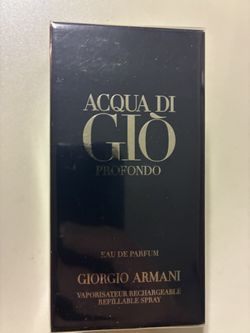 ACQUA DI
GIÒ
PROFONDO
EAU DE PARFUM
GIORGIO ARMANI
VAPORISATEUR RECHARGEABLE
REFILLABLE SPRAY